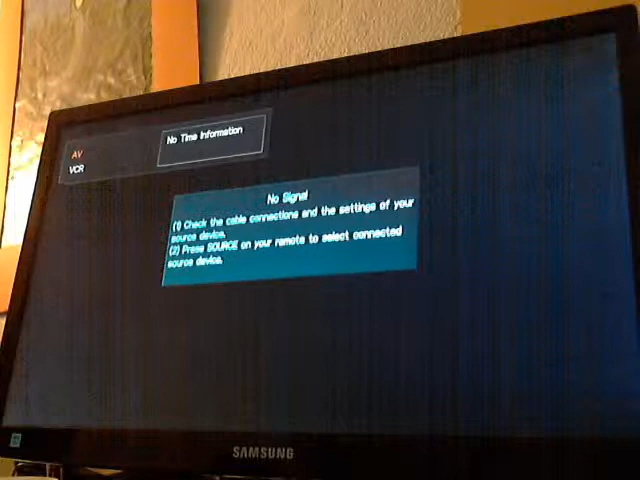 AV
No Time Information
VCR
No Signal
(1) Check the cable connections and the settings of your
source device.
(2) Press SOURCE on your remote to select connected
source device.
SAMSUNG